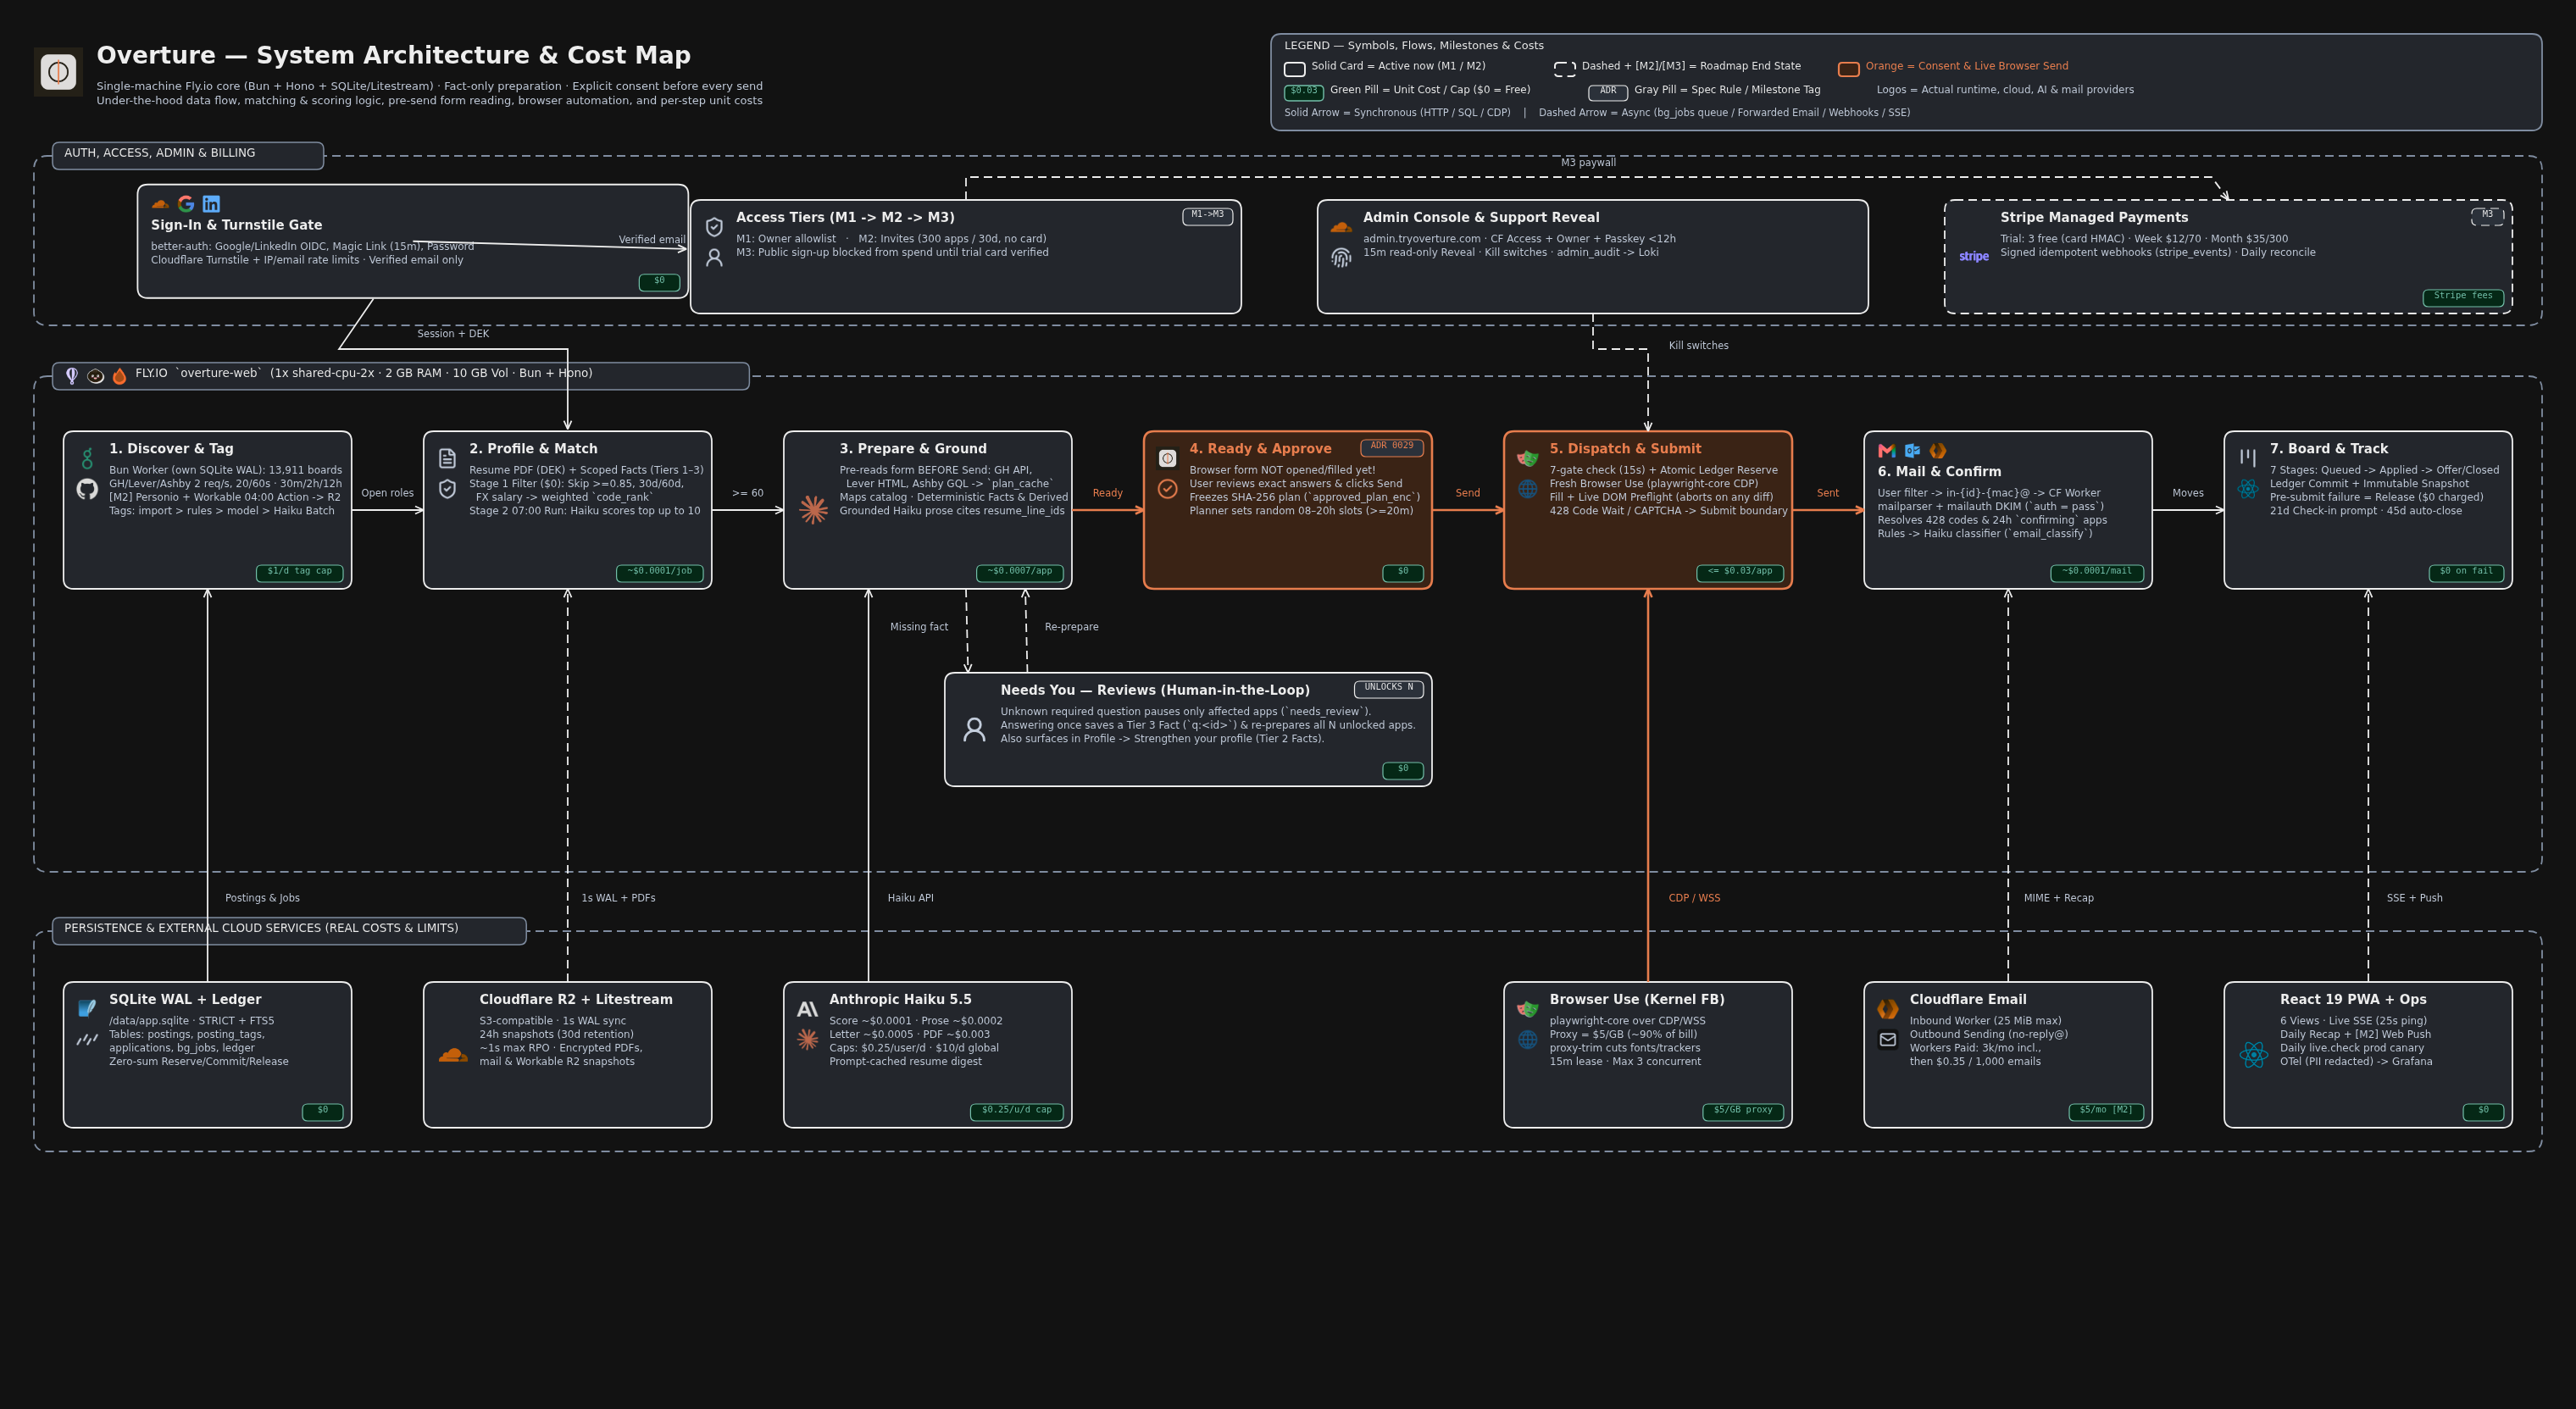 Overture — System Architecture & Cost Map
Single-machine Fly.io core (Bun + Hono + SQLite/Litestream) · Fact-only preparation · Explicit consent before every send
Under-the-hood data flow, matching & scoring logic, pre-send form reading, browser automation, and per-step unit costs
LEGEND — Symbols, Flows, Milestones & Costs
Solid Card = Active now (M1 / M2)
Dashed + [M2]/[M3] = Roadmap End State
Orange = Consent & Live Browser Send
$0.03
Green Pill = Unit Cost / Cap ($0 = Free)
ADR
Gray Pill = Spec Rule / Milestone Tag
Logos = Actual runtime, cloud, AI & mail providers
Solid Arrow = Synchronous (HTTP / SQL / CDP) | Dashed Arrow = Async (bg_jobs queue / Forwarded Email / Webhooks / SSE)
AUTH, ACCESS, ADMIN & BILLING
M3 paywall
Sign-In & Turnstile Gate
better-auth: Google/LinkedIn OIDC, Magic Link (15m), Password
Cloudflare Turnstile + IP/email rate limits · Verified email only
$0
Verified email
Access Tiers (M1 -> M2 -> M3)
M1->M3
M1: Owner allowlist · M2: Invites (300 apps / 30d, no card)
M3: Public sign-up blocked from spend until trial card verified
Admin Console & Support Reveal
admin.tryoverture.com · CF Access + Owner + Passkey <12h
15m read-only Reveal · Kill switches · admin_audit -> Loki
Stripe Managed Payments
M3
stripe
Trial: 3 free (card HMAC) · Week $12/70 · Month $35/300
Signed idempotent webhooks (stripe_events) · Daily reconcile
Stripe fees
Session + DEK
Kill switches
FLY.IO `overture-web` (1x shared-cpu-2x · 2 GB RAM · 10 GB Vol · Bun + Hono)
1. Discover & Tag
Bun Worker (own SQLite WAL): 13,911 boards
GH/Lever/Ashby 2 req/s, 20/60s · 30m/2h/12h
[M2] Personio + Workable 04:00 Action -> R2
Tags: import > rules > model > Haiku Batch
$1/d tag cap
Open roles
2. Profile & Match
Resume PDF (DEK) + Scoped Facts (Tiers 1–3)
Stage 1 Filter ($0): Skip >=0.85, 30d/60d,
FX salary -> weighted `code_rank`
Stage 2 07:00 Run: Haiku scores top up to 10
~$0.0001/job
>= 60
3. Prepare & Ground
Pre-reads form BEFORE Send: GH API,
Lever HTML, Ashby GQL -> `plan_cache`
Maps catalog · Deterministic Facts & Derived
Grounded Haiku prose cites resume_line_ids
~$0.0007/app
Ready
4. Ready & Approve
ADR 0029
Browser form NOT opened/filled yet!
User reviews exact answers & clicks Send
Freezes SHA-256 plan (`approved_plan_enc`)
Planner sets random 08–20h slots (>=20m)
$0
Send
5. Dispatch & Submit
7-gate check (15s) + Atomic Ledger Reserve
Fresh Browser Use (playwright-core CDP)
Fill + Live DOM Preflight (aborts on any diff)
428 Code Wait / CAPTCHA -> Submit boundary
<= $0.03/app
Sent
6. Mail & Confirm
User filter -> in-{id}-{mac}@ -> CF Worker
mailparser + mailauth DKIM (`auth = pass`)
Resolves 428 codes & 24h `confirming` apps
Rules -> Haiku classifier (`email_classify`)
~$0.0001/mail
Moves
7. Board & Track
7 Stages: Queued -> Applied -> Offer/Closed
Ledger Commit + Immutable Snapshot
Pre-submit failure = Release ($0 charged)
21d Check-in prompt · 45d auto-close
$0 on fail
Missing fact
Re-prepare
Needs You — Reviews (Human-in-the-Loop)
UNLOCKS N
Unknown required question pauses only affected apps (`needs_review`).
Answering once saves a Tier 3 Fact (`q:<id>`) & re-prepares all N unlocked apps.
Also surfaces in Profile -> Strengthen your profile (Tier 2 Facts).
$0
Postings & Jobs
1s WAL + PDFs
Haiku API
CDP / WSS
MIME + Recap
SSE + Push
PERSISTENCE & EXTERNAL CLOUD SERVICES (REAL COSTS & LIMITS)
SQLite WAL + Ledger
/data/app.sqlite · STRICT + FTS5
Tables: postings, posting_tags,
applications, bg_jobs, ledger
Zero-sum Reserve/Commit/Release
$0
Cloudflare R2 + Litestream
S3-compatible · 1s WAL sync
24h snapshots (30d retention)
~1s max RPO · Encrypted PDFs,
mail & Workable R2 snapshots
Anthropic Haiku 5.5
Score ~$0.0001 · Prose ~$0.0002
Letter ~$0.0005 · PDF ~$0.003
Caps: $0.25/user/d · $10/d global
Prompt-cached resume digest
$0.25/u/d cap
Browser Use (Kernel FB)
playwright-core over CDP/WSS
Proxy = $5/GB (~90% of bill)
proxy-trim cuts fonts/trackers
15m lease · Max 3 concurrent
$5/GB proxy
Cloudflare Email
Inbound Worker (25 MiB max)
Outbound Sending (no-reply@)
Workers Paid: 3k/mo incl.,
then $0.35 / 1,000 emails
$5/mo [M2]
React 19 PWA + Ops
6 Views · Live SSE (25s ping)
Daily Recap + [M2] Web Push
Daily live.check prod canary
OTel (PII redacted) -> Grafana
$0